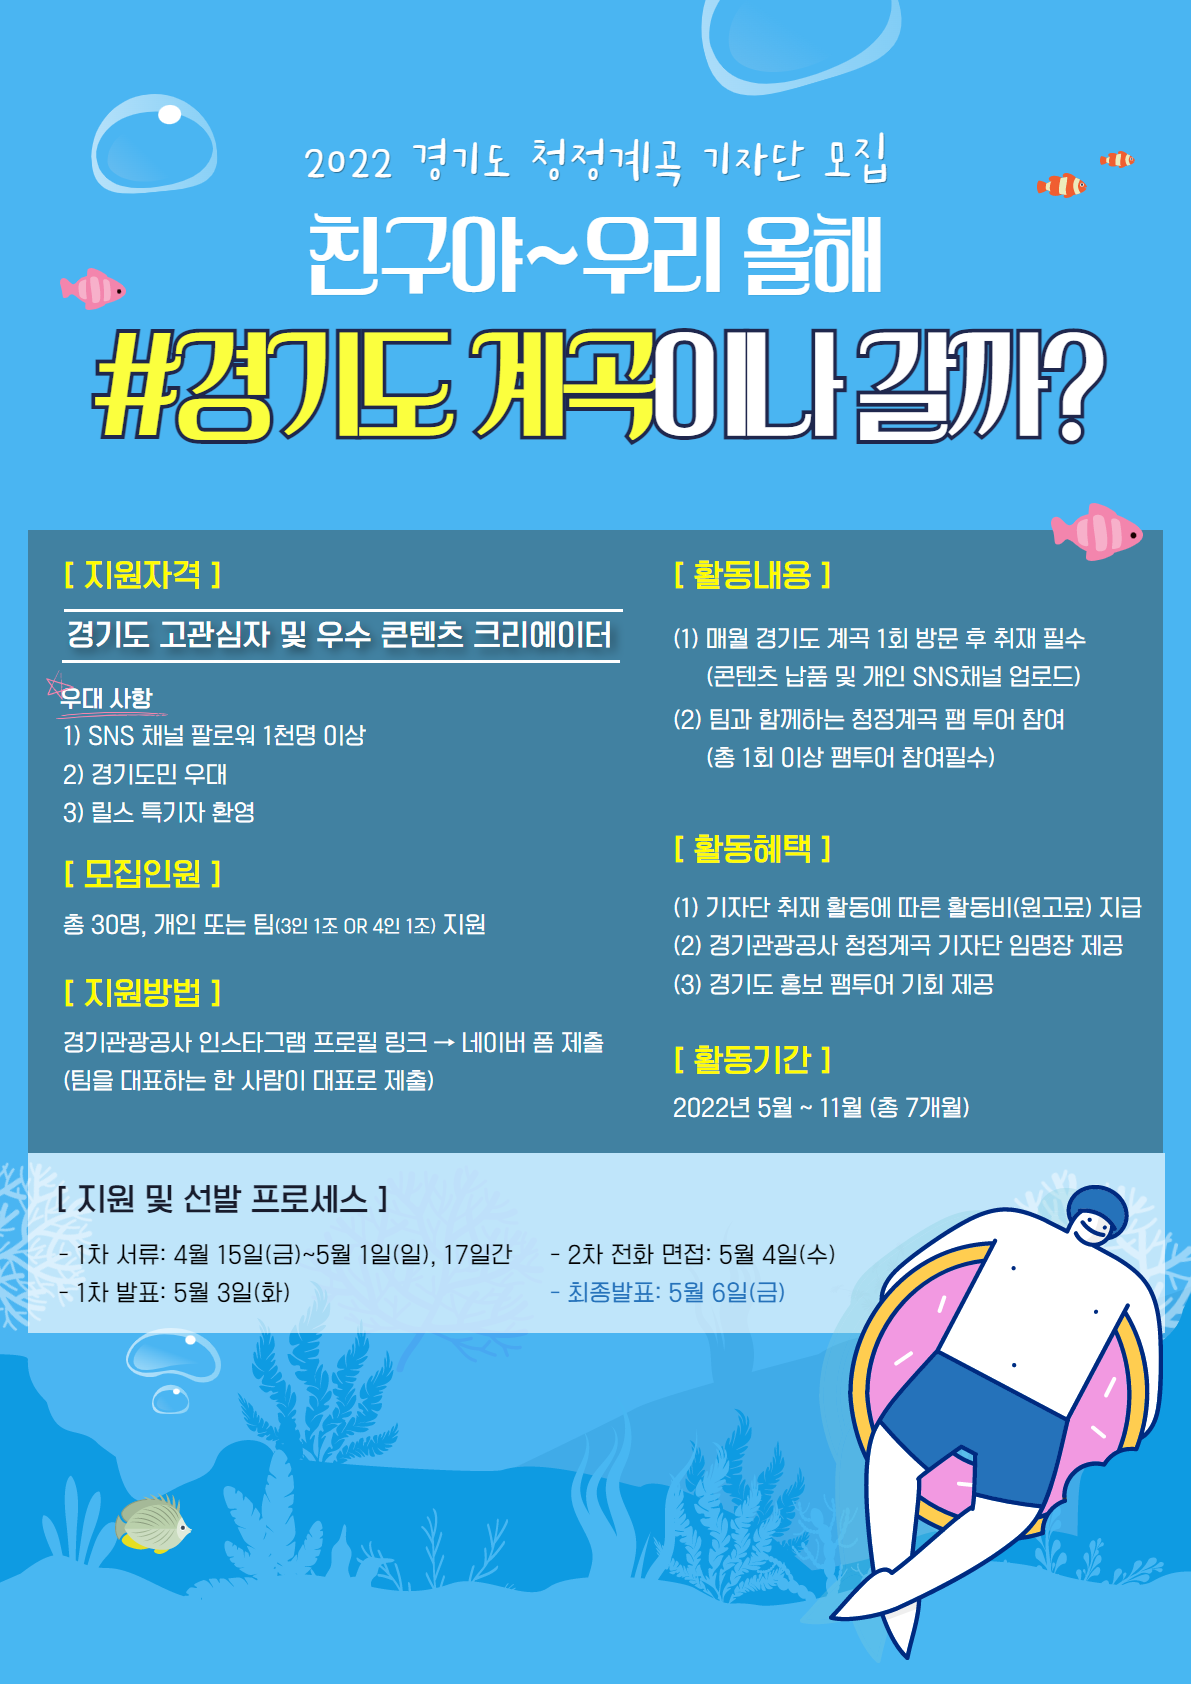 2022 경기도 청정계곡 기자단 모집
친구야~우리 올해
#경기도 계곡이나 갈까?
[ 지원자격 ]
경기도 고관심자 및 우수 콘텐츠 크리에이터
우대 사항
1) SNS 채널 팔로워 1천명 이상
2) 경기도민 우대
3) 릴스 특기자 환영
[ 모집인원 ]
총 30명, 개인 또는 팀(3인 1조 OR 4인 1조) 지원
[ 지원방법 ]
경기관광공사 인스타그램 프로필 링크 → 네이버 폼 제출
(팀을 대표하는 한 사람이 대표로 제출)
[ 활동내용 ]
(1) 매월 경기도 계곡 1회 방문 후 취재 필수
(콘텐츠 납품 및 개인 SNS채널 업로드)
(2) 팀과 함께하는 청정계곡 팸 투어 참여
(총 1회 이상 팸투어 참여필수)
[ 활동혜택 ]
(1) 기자단 취재 활동에 따른 활동비(원고료) 지급
(2) 경기관광공사 청정계곡 기자단 임명장 제공
(3) 경기도 홍보 팸투어 기회 제공
[ 활동기간 ]
2022년 5월 ~ 11월 (총 7개월)
[ 지원 및 선발 프로세스 ]
- 1차 서류: 4월 15일(금)~5월 1일(일), 17일간
- 1차 발표: 5월 3일(화)
- 2차 전화 면접: 5월 4일(수)
- 최종발표: 5월 6일(금)